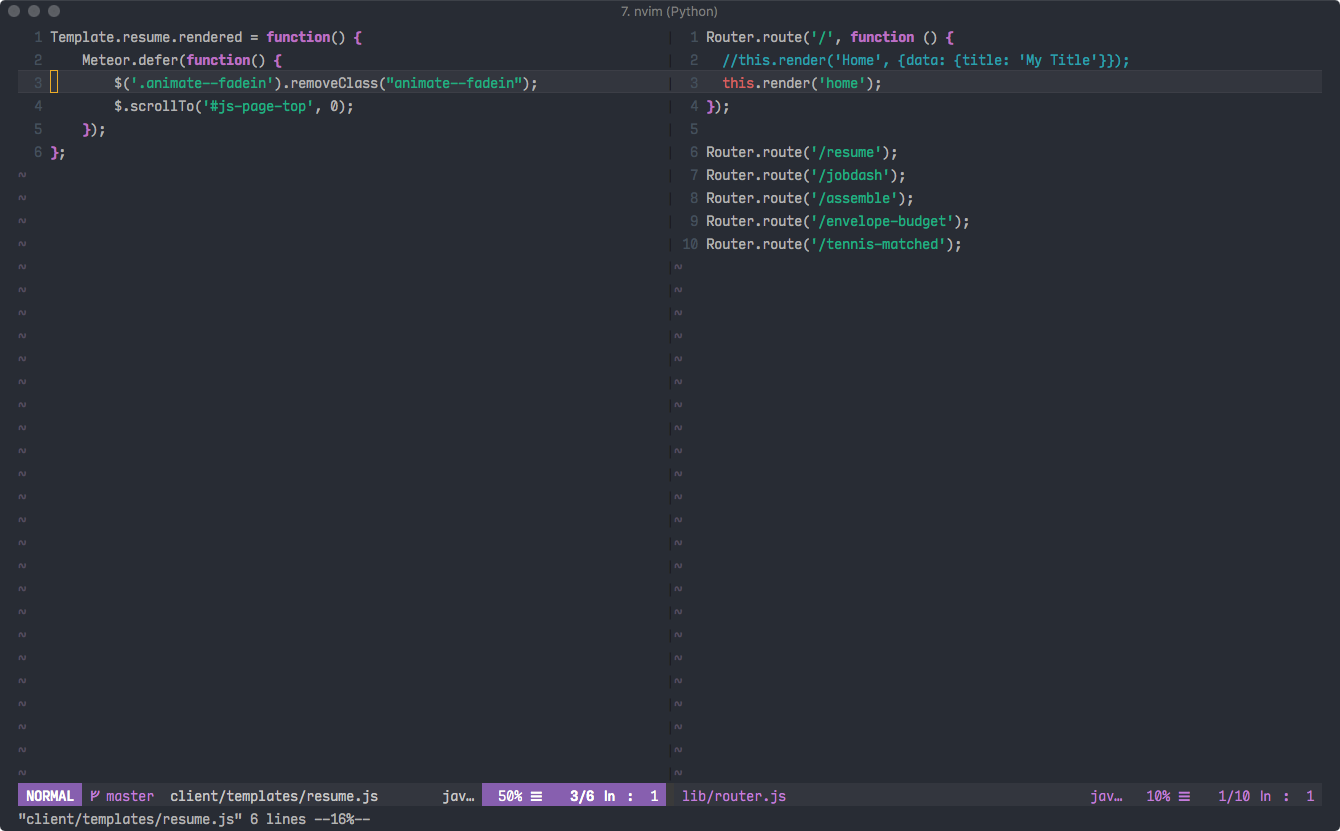 7. nvim (Python)
1 Template.resume.rendered = function() {
2     Meteor.defer(function() {
3         $('.animate--fadein').removeClass("animate--fadein");
4         $.scrollTo('#js-page-top', 0);
5     });
6 };
1 Router.route('/', function () {
2   //this.render('Home', {data: {title: 'My Title'}});
3   this.render('home');
4 });
5
6 Router.route('/resume');
7 Router.route('/jobdash');
8 Router.route('/assemble');
9 Router.route('/envelope-budget');
10 Router.route('/tennis-matched');
NORMAL master client/templates/resume.js jav… 50% ☰ 3/6 ln : 1
lib/router.js jav… 10% ☰ 1/10 ln : 1
"client/templates/resume.js" 6 lines --16%--